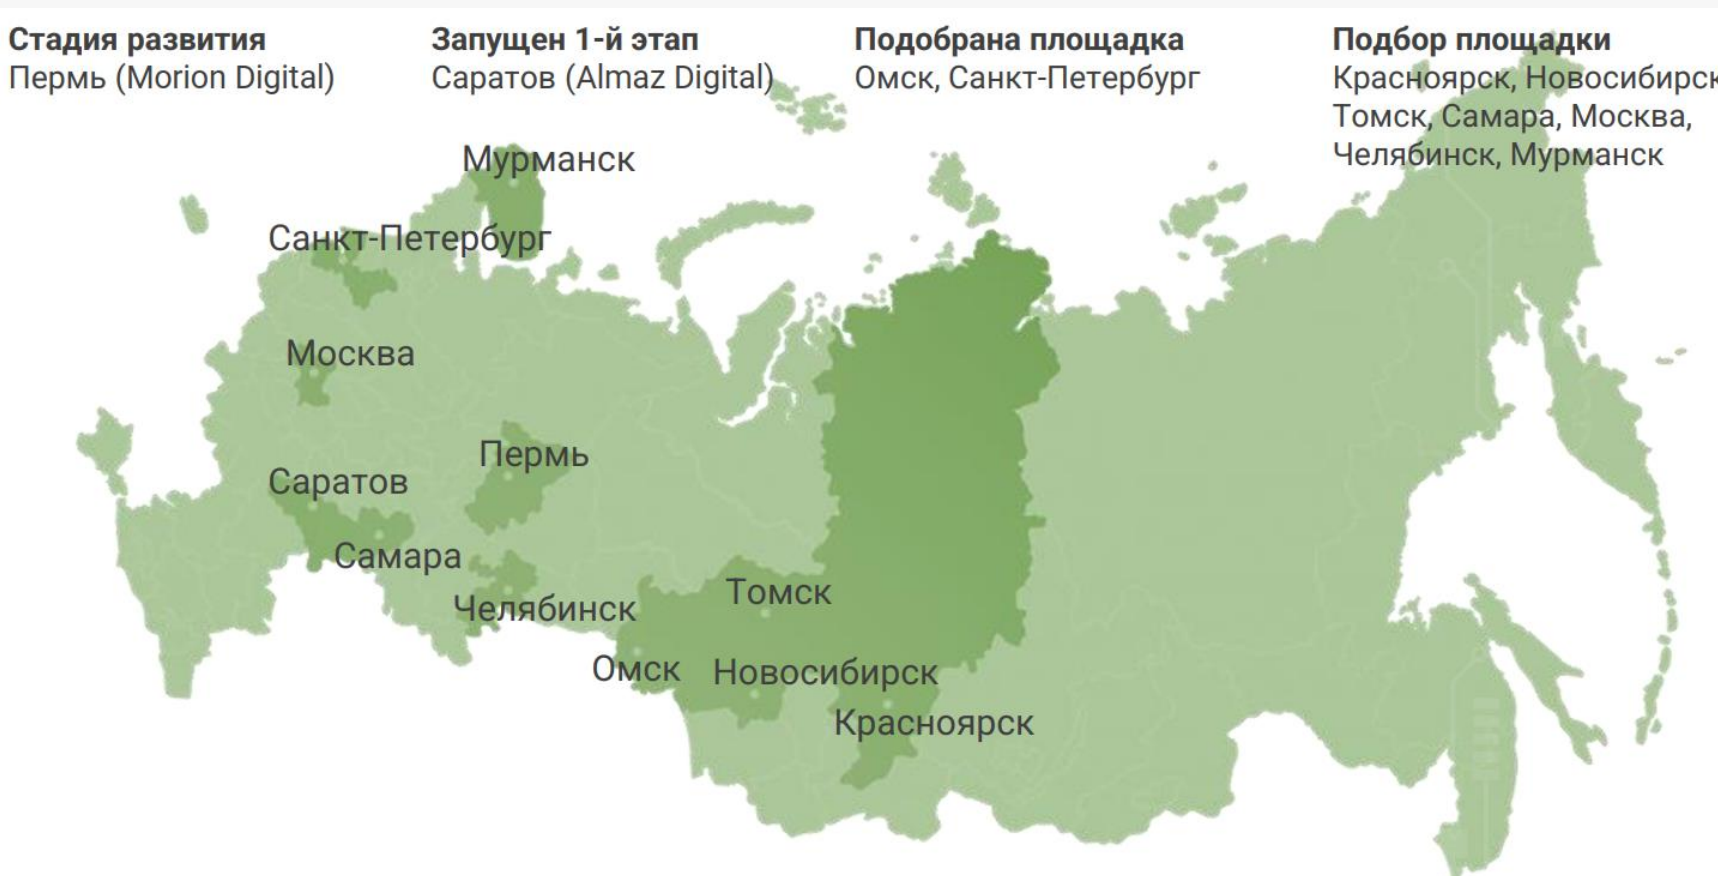 Стадия развития
Пермь (Morion Digital)
Запущен 1-й этап
Саратов (Almaz Digital)
Подобрана площадка
Омск, Санкт-Петербург
Подбор площадки
Красноярск, Новосибирск
Томск, Самара, Москва,
Челябинск, Мурманск
Мурманск
Санкт-Петербург
Москва
Пермь
Саратов
Самара
Челябинск
Томск
Омск
Новосибирск
Красноярск